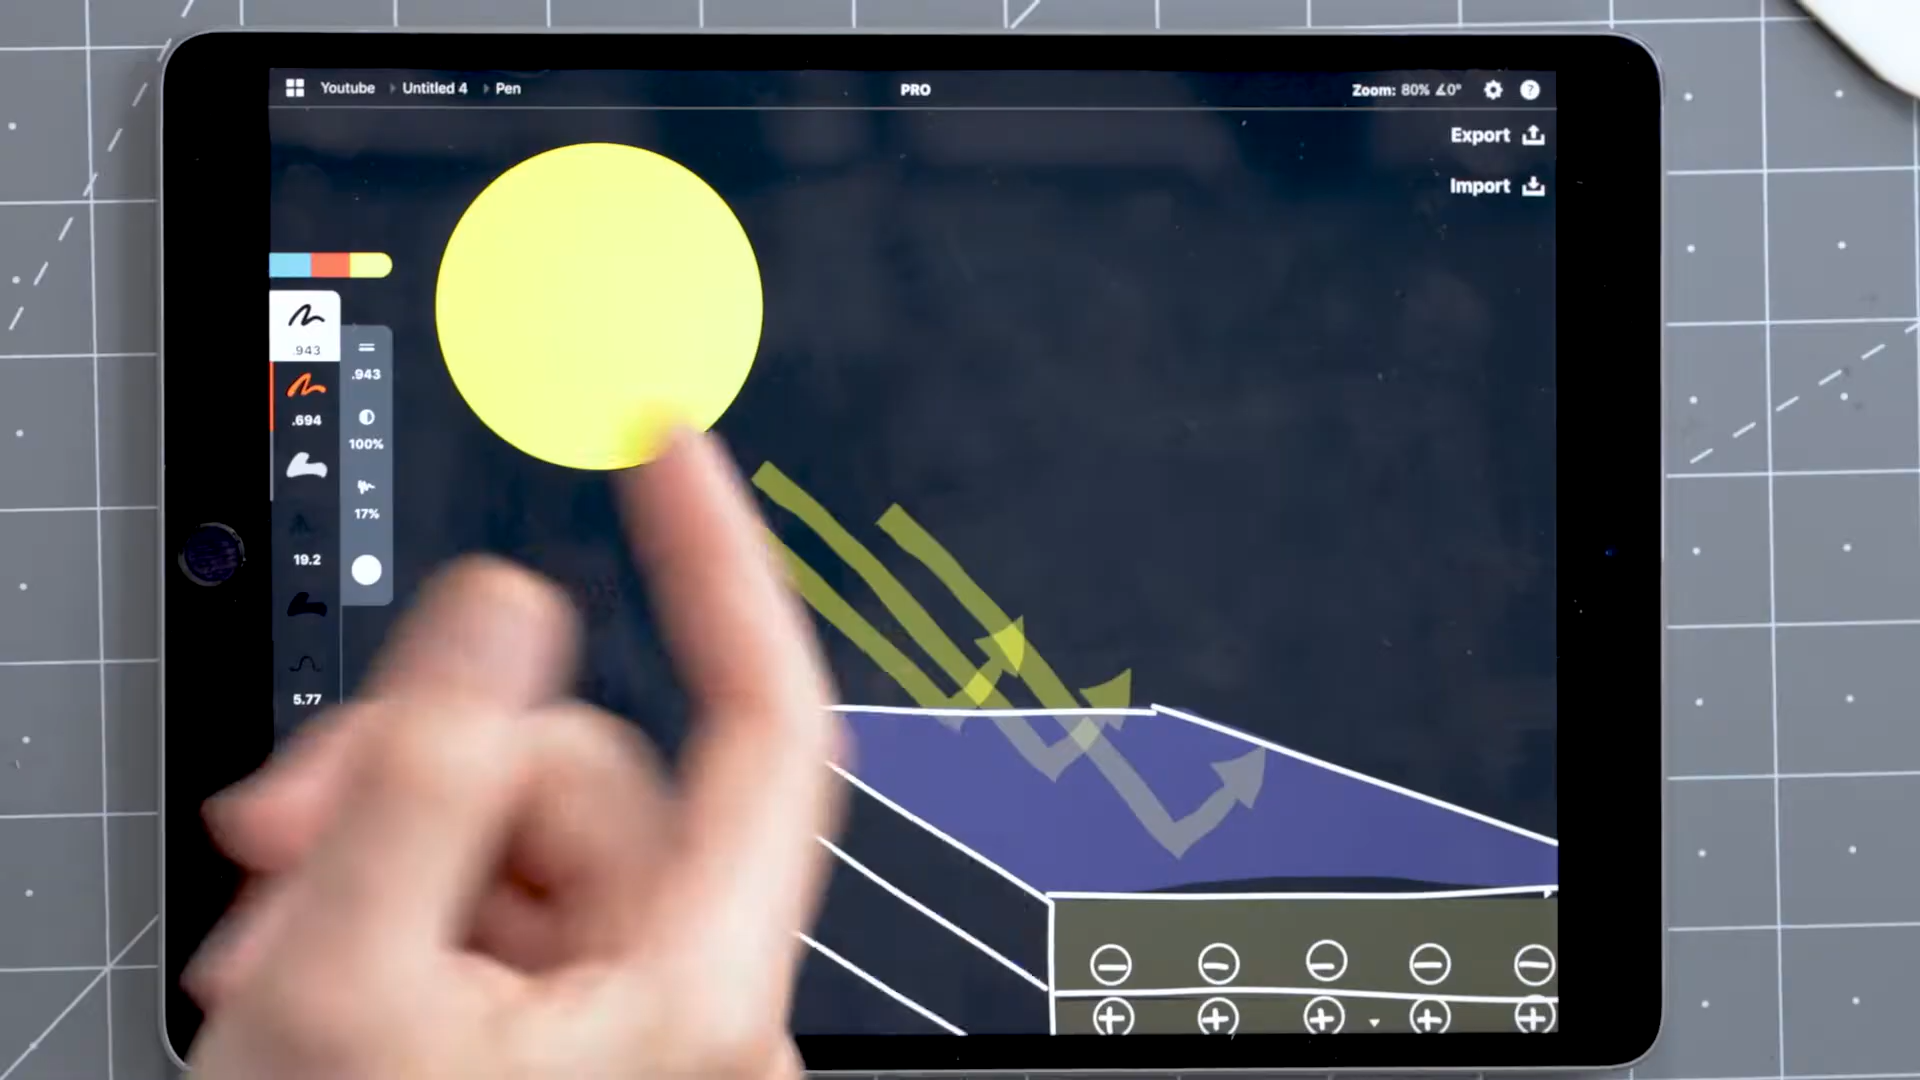 Youtube Untitled 4 Pen
PRO
Zoom: 80% ∡0°
Export
Import
.943
.943
.694
100%
17%
19.2
5.77